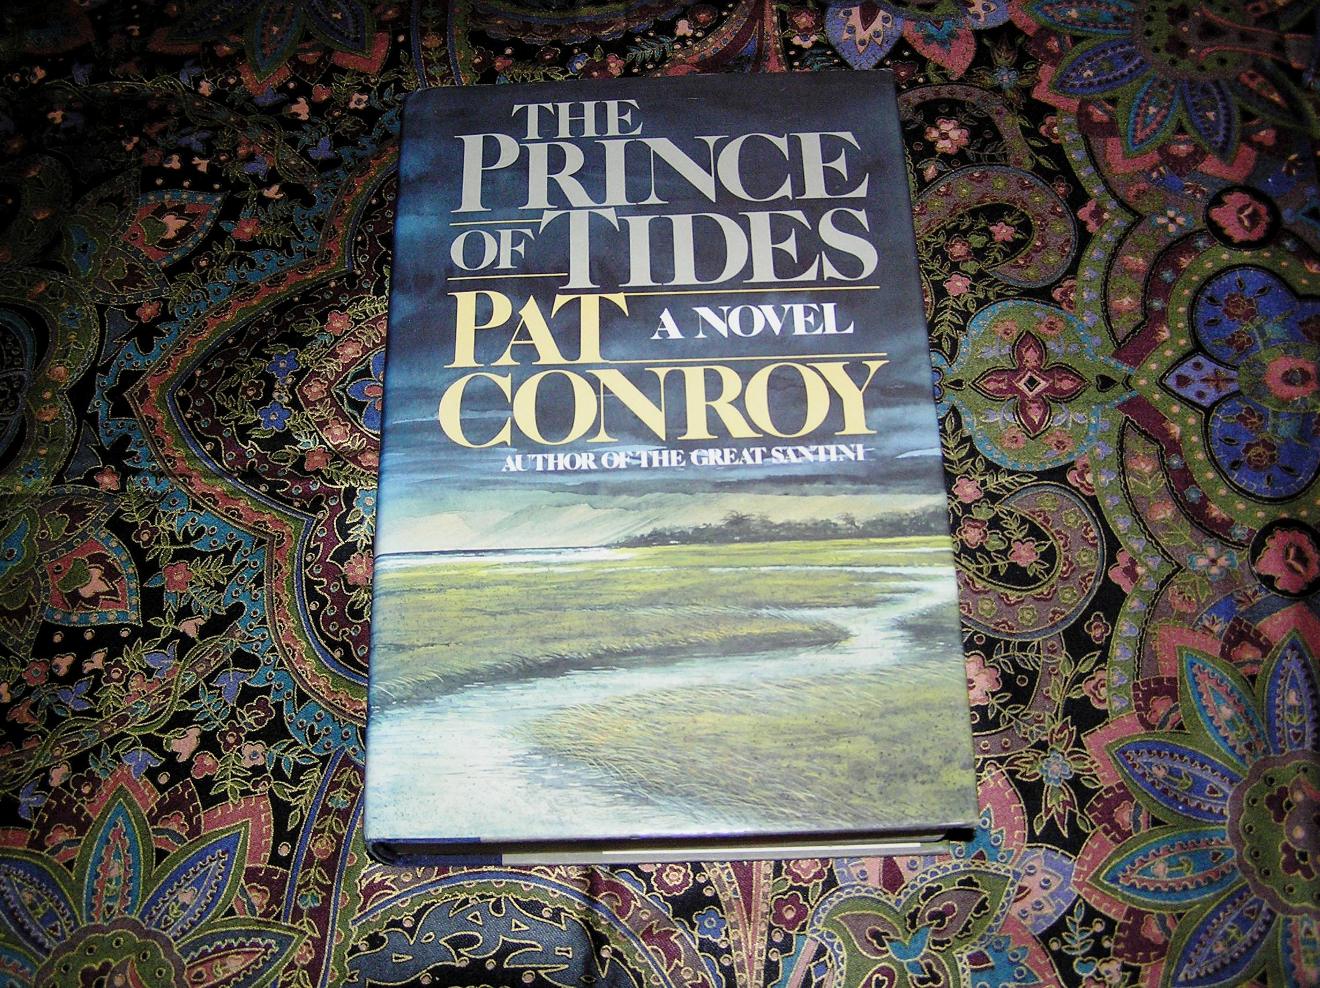 THE
PRINCE
OF TIDES
PAT A NOVEL
CONROY
AUTHOR OF THE GREAT SANTINI